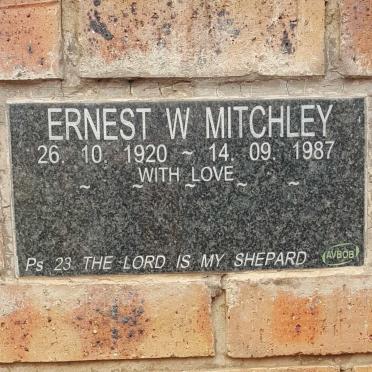 ERNEST W MITCHLEY
26. 10. 1920 ~ 14. 09. 1987
WITH LOVE
~ ~ ~ ~ ~
Ps 23 THE LORD IS MY SHEPARD
AVBOB